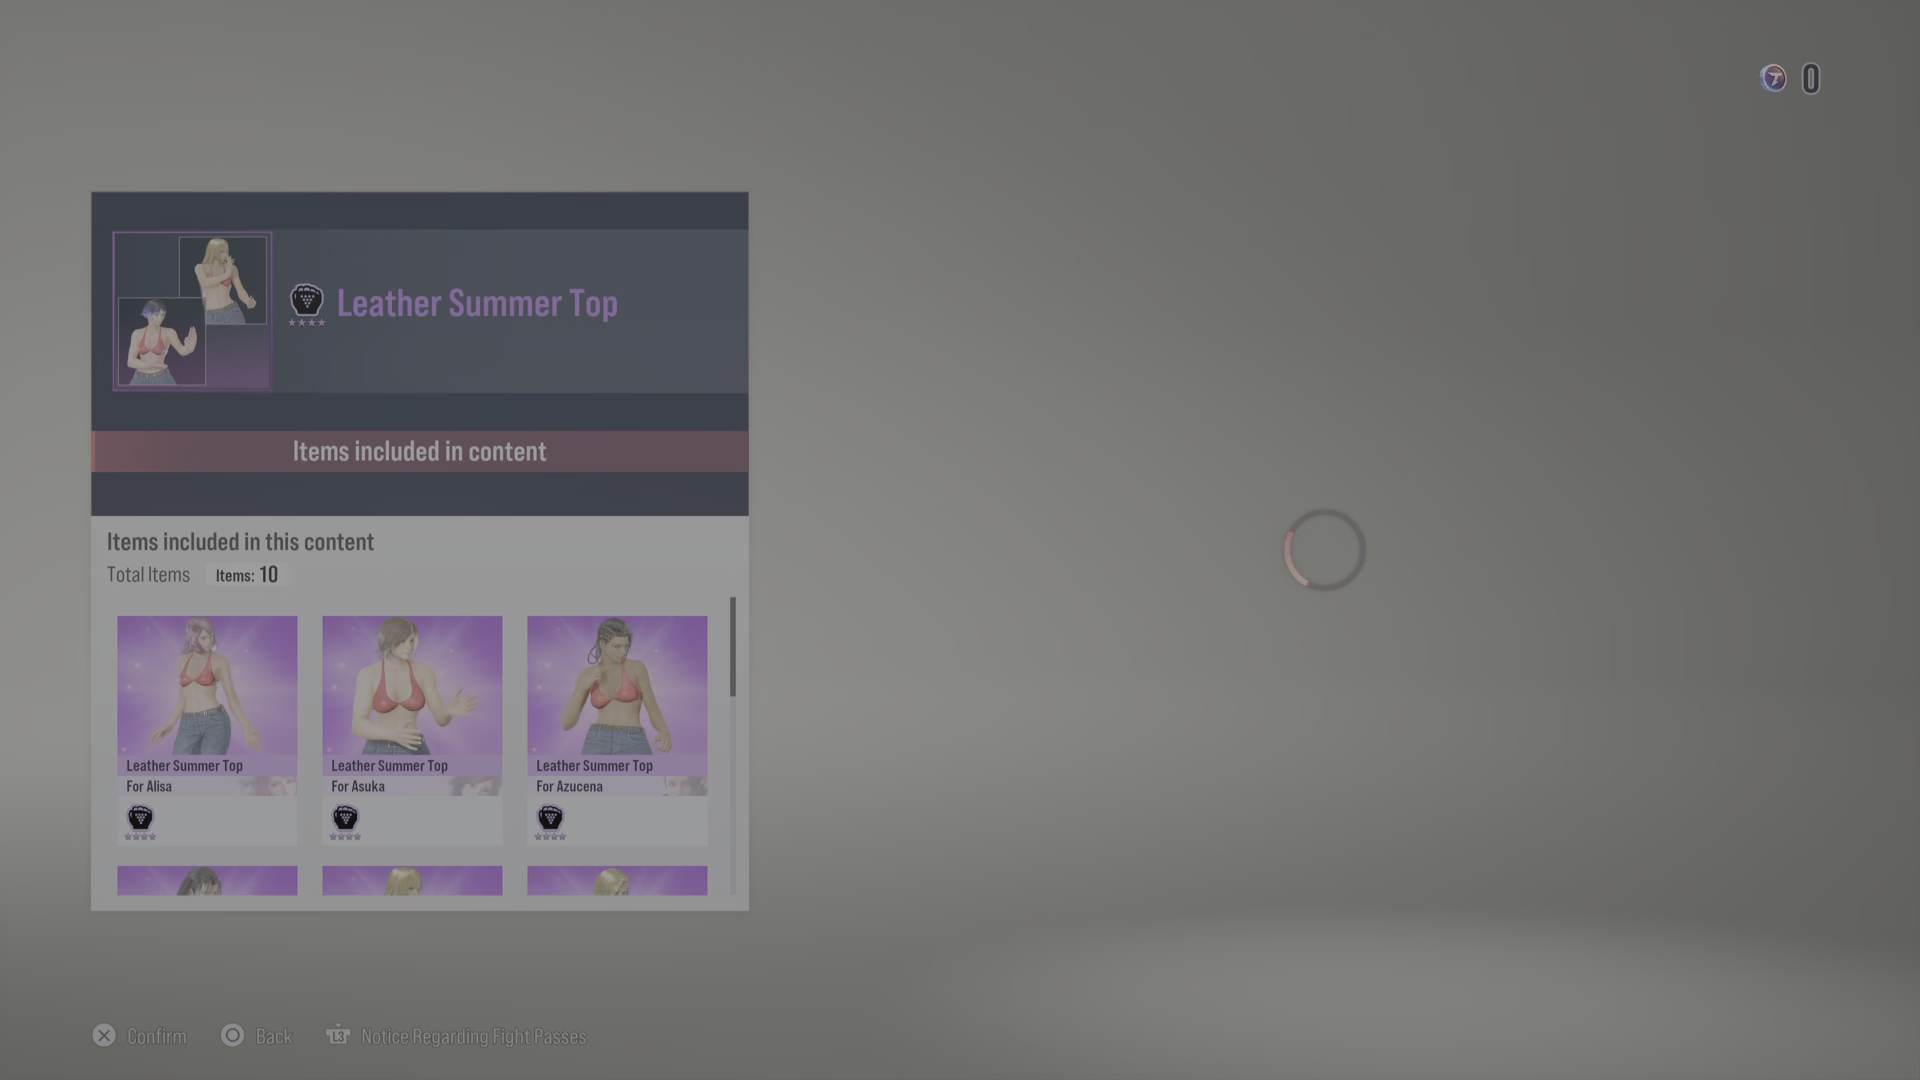 0
Leather Summer Top
Items included in content
Items included in this content
Total Items Items: 10
Leather Summer Top
For Alisa
Leather Summer Top
For Asuka
Leather Summer Top
For Azucena
Confirm Back L3 Notice Regarding Fight Passes